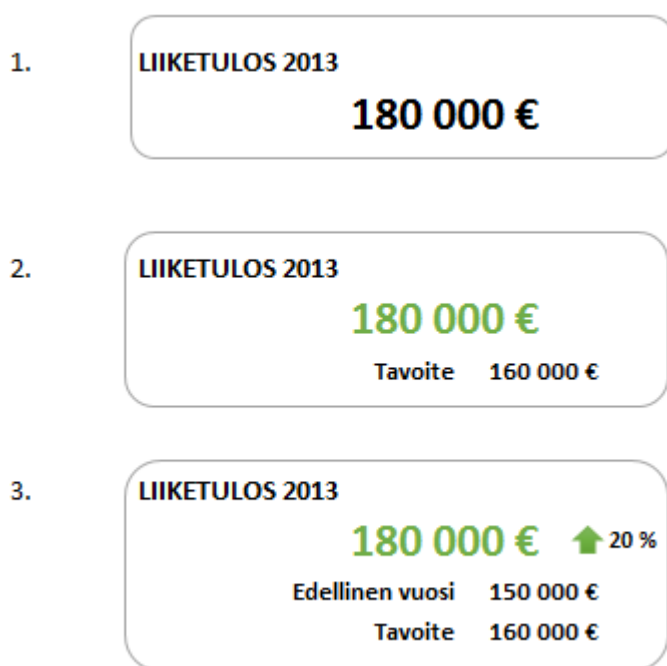 1.
LIIKETULOS 2013
180 000 €
2.
LIIKETULOS 2013
180 000 €
Tavoite 160 000 €
3.
LIIKETULOS 2013
180 000 € 20 %
Edellinen vuosi 150 000 €
Tavoite 160 000 €